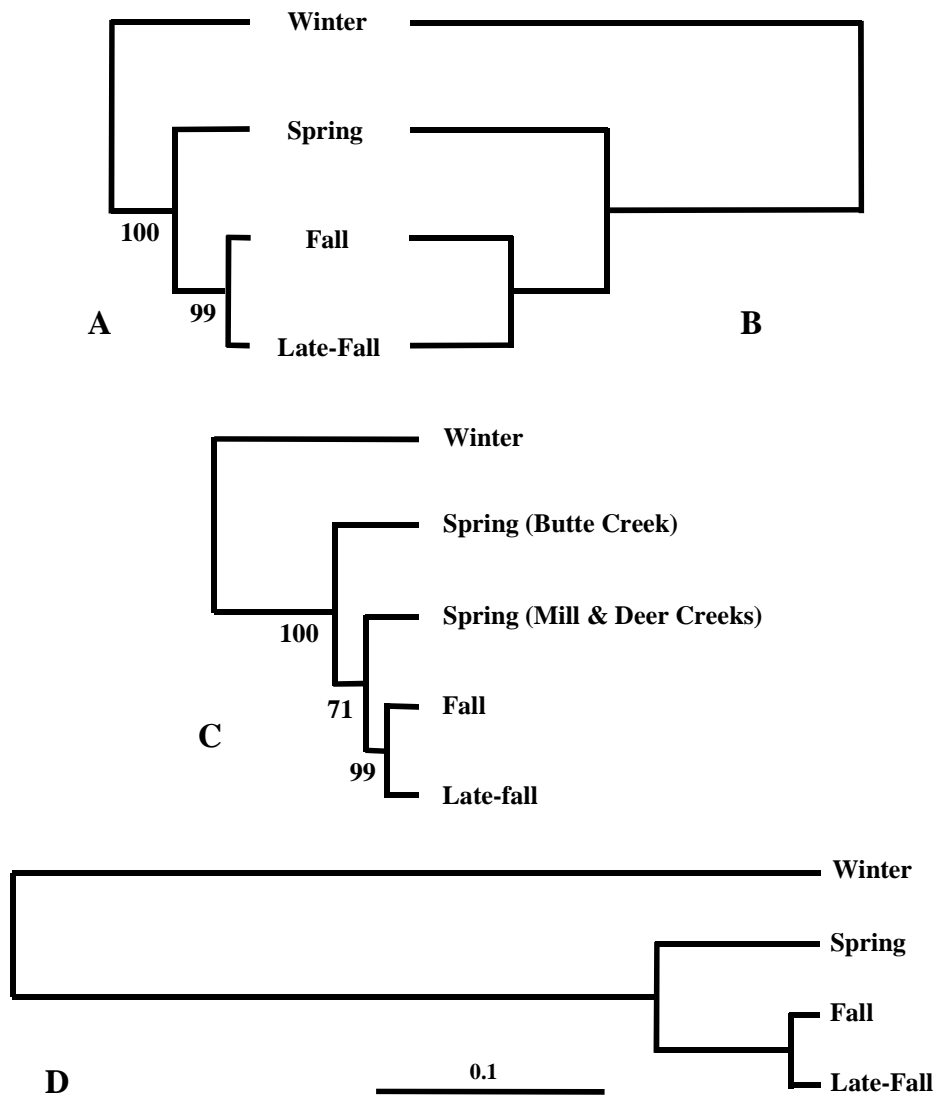 Winter
Spring
100
Fall
99
A
B
Late-Fall
Winter
Spring (Butte Creek)
Spring (Mill & Deer Creeks)
100
71
Fall
C
99
Late-fall
Winter
Spring
Fall
D
0.1
Late-Fall